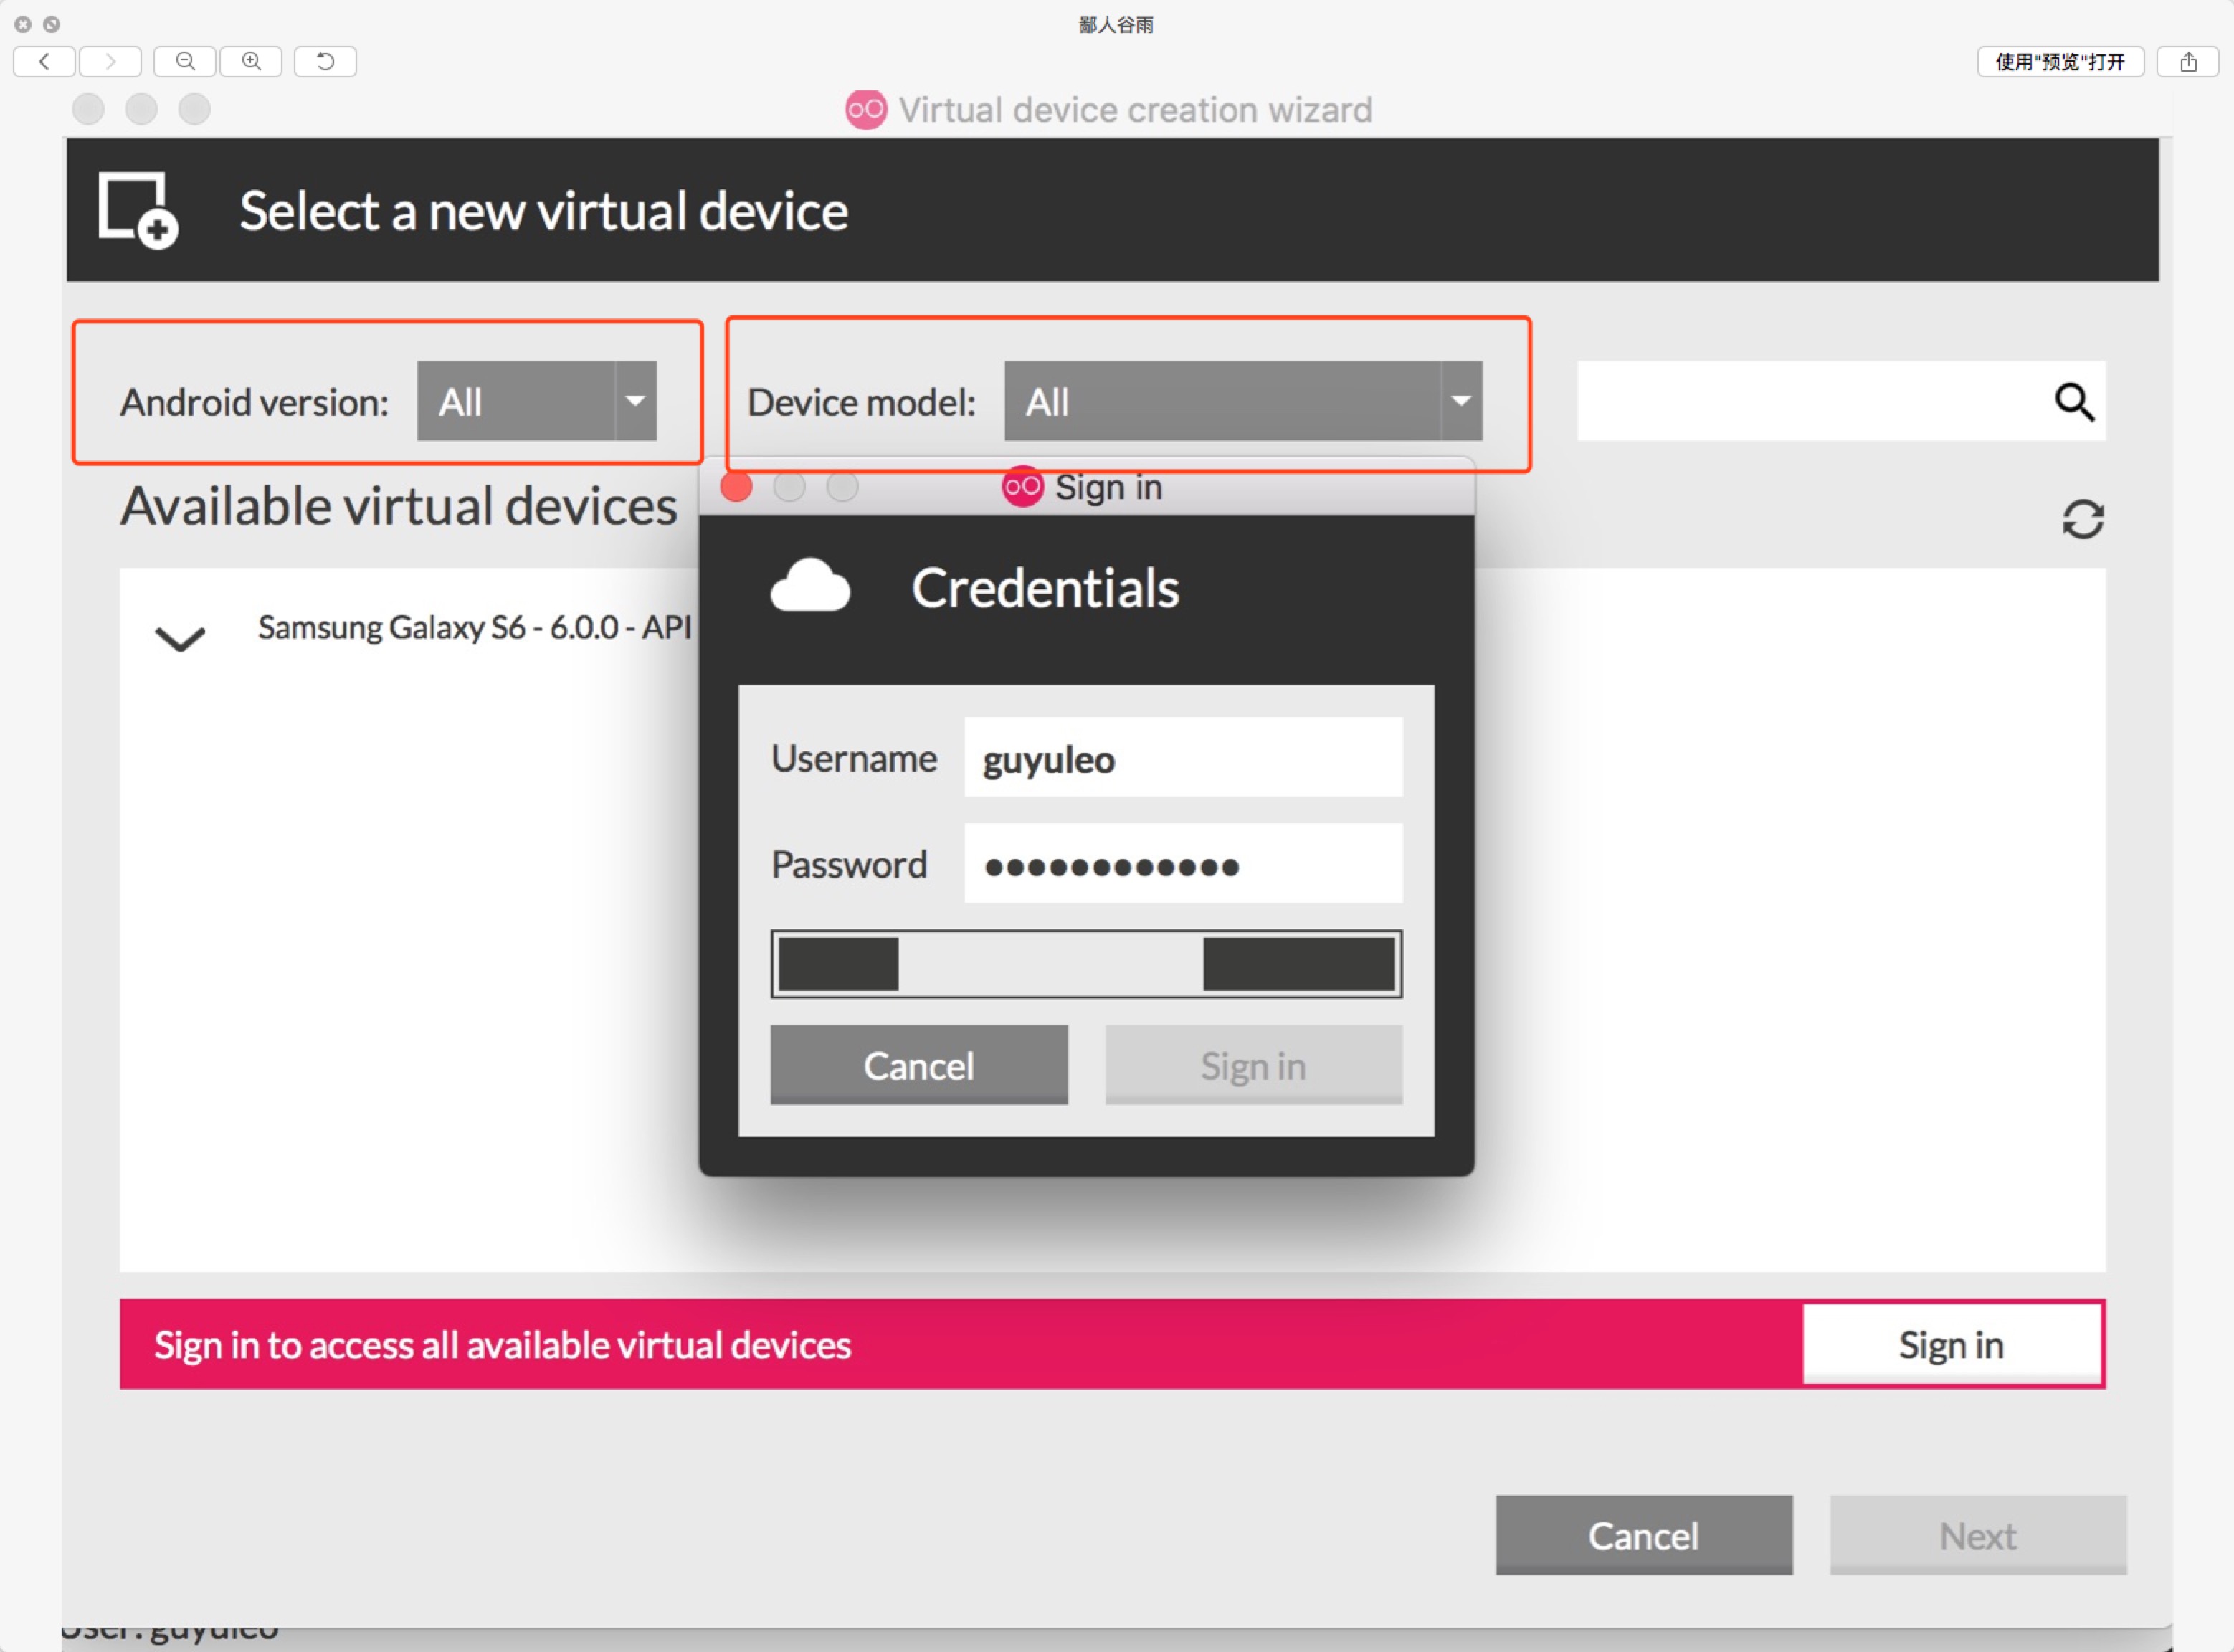 鄙人谷雨
使用"预览"打开
Virtual device creation wizard
Select a new virtual device
Android version: All Device model: All
Available virtual devices
Sign in
Credentials
Samsung Galaxy S6 - 6.0.0 - API
Username guyuleo
Password ●●●●●●●●●●●●
Cancel Sign in
Sign in to access all available virtual devices Sign in
Cancel Next
User: guyuleo